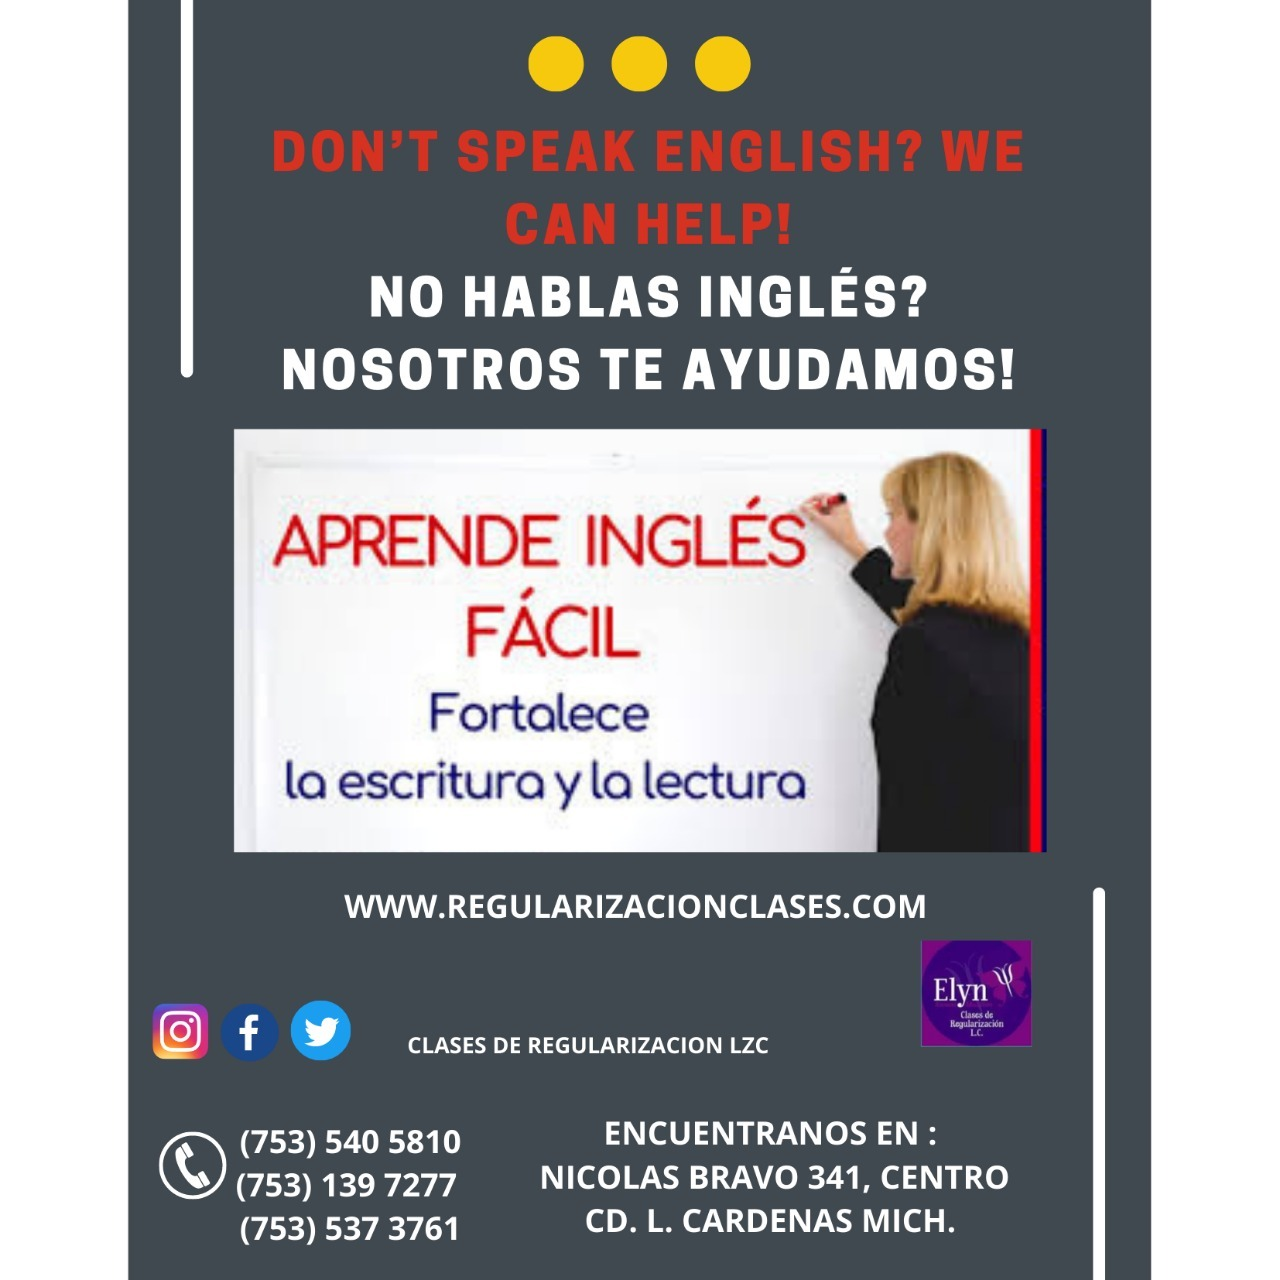 DON'T SPEAK ENGLISH? WE
CAN HELP!
NO HABLAS INGLÉS?
NOSOTROS TE AYUDAMOS!
APRENDE INGLÉS
FÁCIL
Fortalece
la escritura y la lectura
WWW.REGULARIZACIONCLASES.COM
Elyn
Clases de
Regularización
L.C.
CLASES DE REGULARIZACION LZC
(753) 540 5810
(753) 139 7277
(753) 537 3761
ENCUENTRANOS EN :
NICOLAS BRAVO 341, CENTRO
CD. L. CARDENAS MICH.